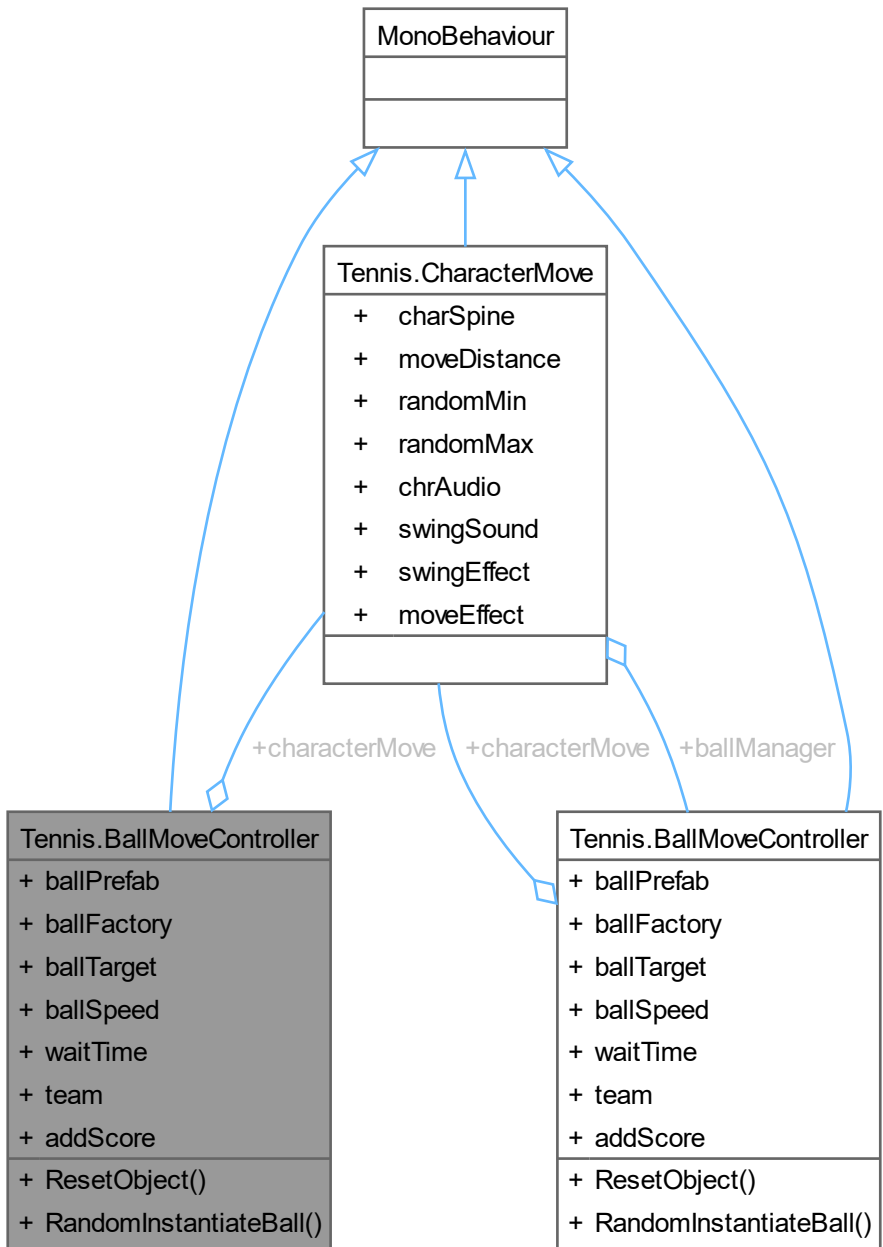 MonoBehaviour
Tennis.CharacterMove
+ charSpine
+ moveDistance
+ randomMin
+ randomMax
+ chrAudio
+ swingSound
+ swingEffect
+ moveEffect
+characterMove
+characterMove
+ballManager
Tennis.BallMoveController
+ ballPrefab
+ ballFactory
+ ballTarget
+ ballSpeed
+ waitTime
+ team
+ addScore
+ ResetObject()
+ RandomInstantiateBall()
Tennis.BallMoveController
+ ballPrefab
+ ballFactory
+ ballTarget
+ ballSpeed
+ waitTime
+ team
+ addScore
+ ResetObject()
+ RandomInstantiateBall()